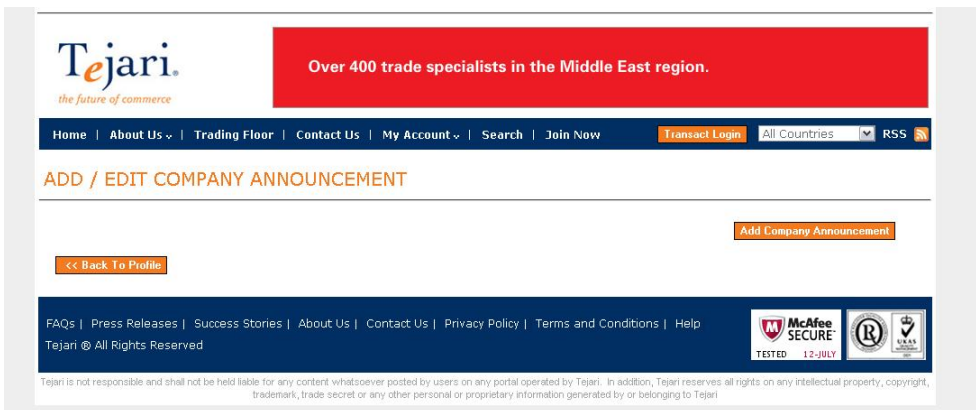 Tejari.
the future of commerce
Over 400 trade specialists in the Middle East region.
Home | About Us | Trading Floor | Contact Us | My Account | Search | Join Now Transact Login All Countries RSS
ADD / EDIT COMPANY ANNOUNCEMENT
Add Company Announcement
<< Back To Profile
FAQs | Press Releases | Success Stories | About Us | Contact Us | Privacy Policy | Terms and Conditions | Help
Tejari ® All Rights Reserved
McAfee
SECURE
TESTED 12-JULY
R
UKAS
Tejari is not responsible and shall not be held liable for any content whatsoever posted by users on any portal operated by Tejari. In addition, Tejari reserves all rights on any intellectual property, copyright,
trademark, trade secret or any other personal or proprietary information generated by or belonging to Tejari